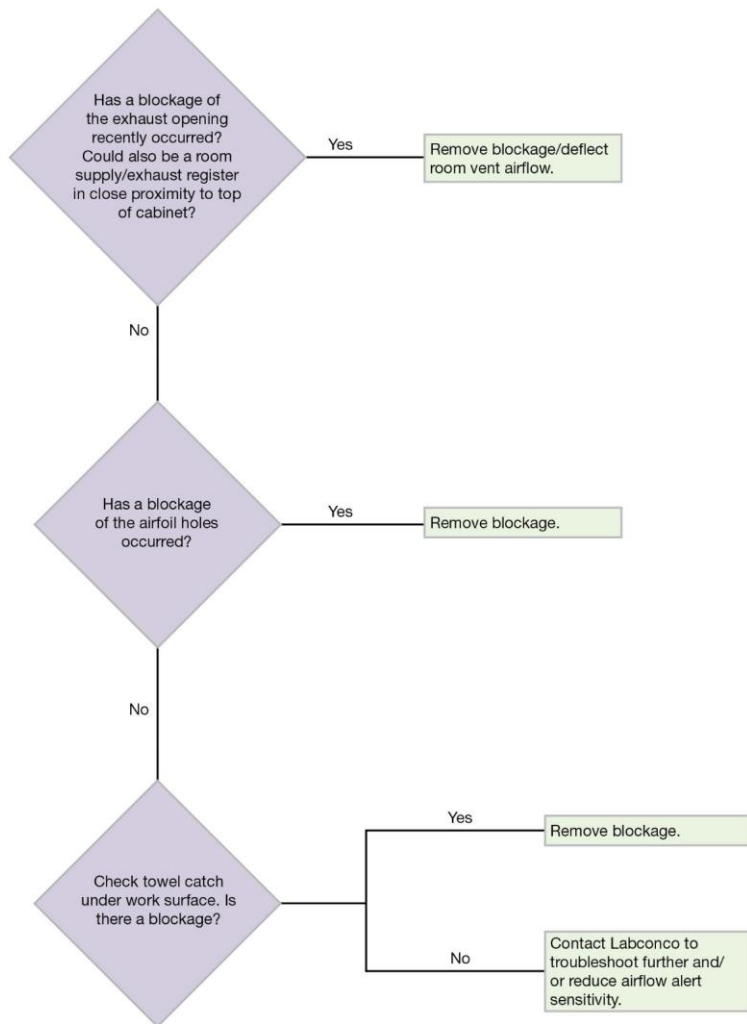 Has a blockage of
the exhaust opening
recently occurred?
Could also be a room
supply/exhaust register
in close proximity to top
of cabinet?
Yes
Remove blockage/deflect
room vent airflow.
No
Has a blockage
of the airfoil holes
occurred?
Yes
Remove blockage.
No
Check towel catch
under work surface. Is
there a blockage?
Yes
Remove blockage.
No
Contact Labconco to
troubleshoot further and/
or reduce airflow alert
sensitivity.